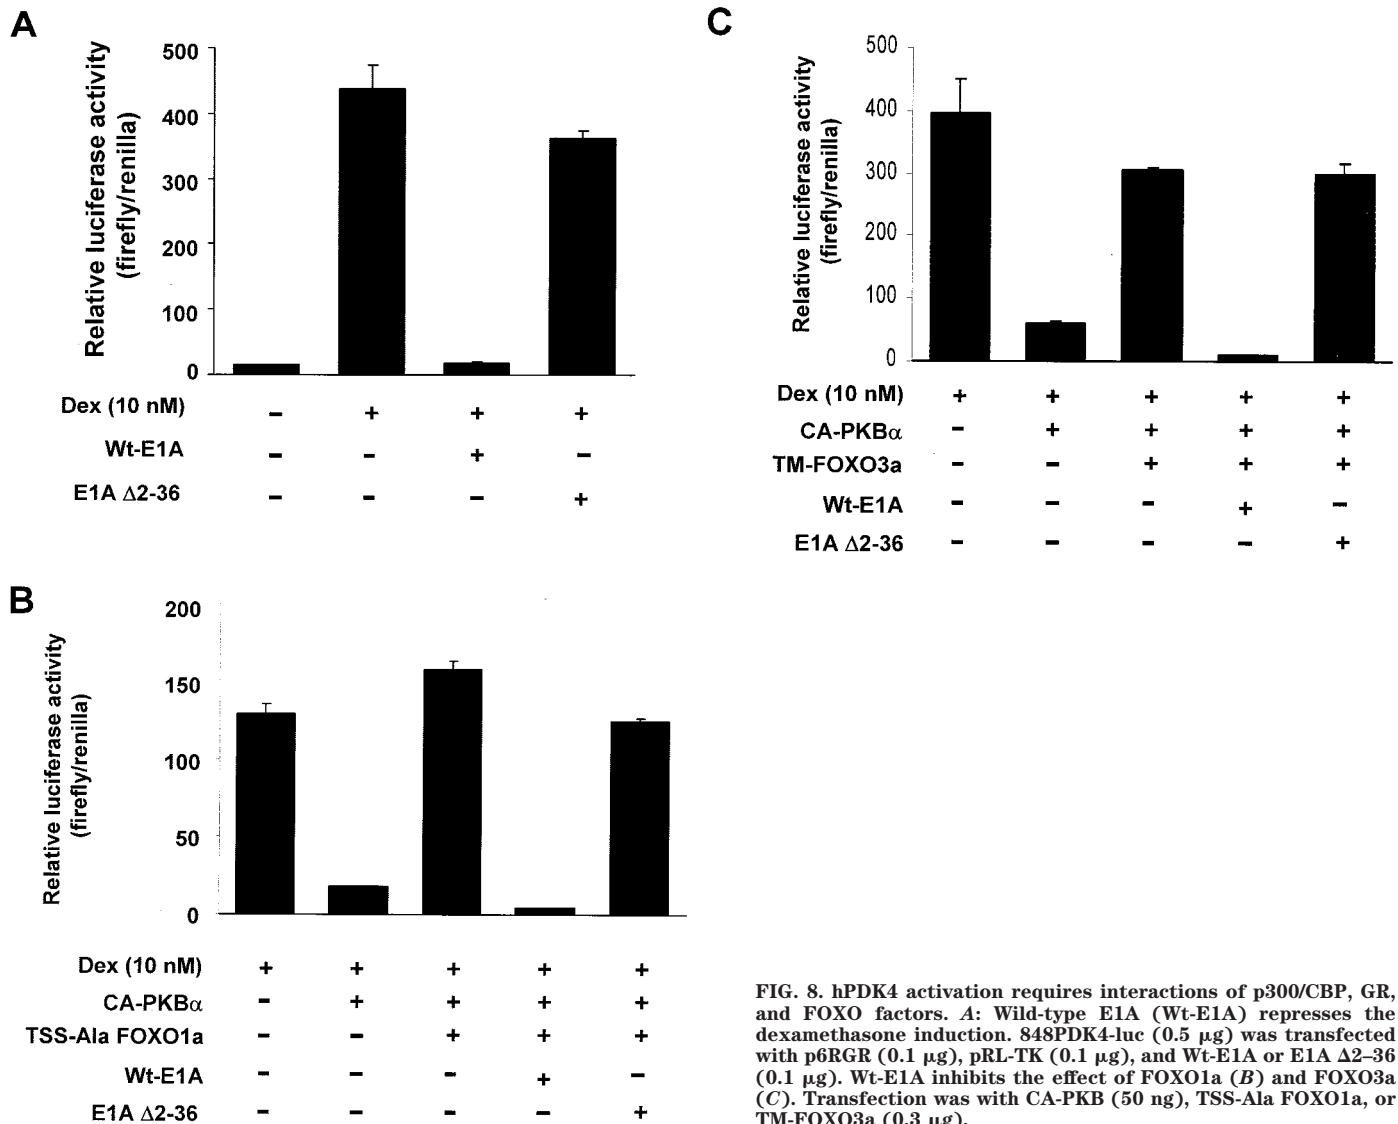 A
Relative luciferase activity
(firefly/renilla)
500
400
300
200
100
0
Dex (10 nM) – + + +
Wt-E1A – – + –
E1A Δ2-36 – – – +
B
Relative luciferase activity
(firefly/renilla)
200
150
100
50
0
Dex (10 nM) + + + + +
CA-PKBα – + + + +
TSS-Ala FOXO1a – – + + +
Wt-E1A – – – + –
E1A Δ2-36 – – – – +
C
Relative luciferase activity
(firefly/renilla)
500
400
300
200
100
0
Dex (10 nM) + + + + +
CA-PKBα – + + + +
TM-FOXO3a – – + + +
Wt-E1A – – – + –
E1A Δ2-36 – – – – +
FIG. 8. hPDK4 activation requires interactions of p300/CBP, GR,
and FOXO factors. A: Wild-type E1A (Wt-E1A) represses the
dexamethasone induction. 848PDK4-luc (0.5 μg) was transfected
with p6RGR (0.1 μg), pRL-TK (0.1 μg), and Wt-E1A or E1A Δ2–36
(0.1 μg). Wt-E1A inhibits the effect of FOXO1a (B) and FOXO3a
(C). Transfection was with CA-PKB (50 ng), TSS-Ala FOXO1a, or
TM-FOXO3a (0.3 μg).